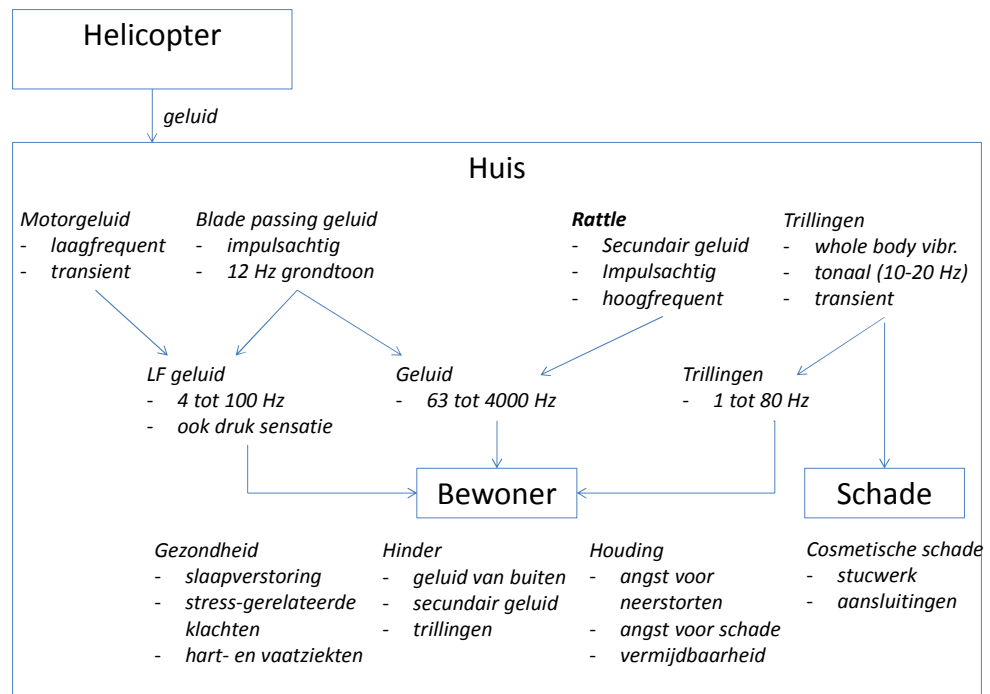 Helicopter
geluid
Huis
Motorgeluid
- laagfrequent
- transient
Blade passing geluid
- impulsachtig
- 12 Hz grondtoon
Rattle
- Secundair geluid
- Impulsachtig
- hoogfrequent
Trillingen
- whole body vibr.
- tonaal (10-20 Hz)
- transient
LF geluid
- 4 tot 100 Hz
- ook druk sensatie
Geluid
- 63 tot 4000 Hz
Trillingen
- 1 tot 80 Hz
Bewoner
Schade
Gezondheid
- slaapverstoring
- stress-gerelateerde
klachten
- hart- en vaatziekten
Hinder
- geluid van buiten
- secundair geluid
- trillingen
Houding
- angst voor
neerstorten
- angst voor schade
- vermijdbaarheid
Cosmetische schade
- stucwerk
- aansluitingen